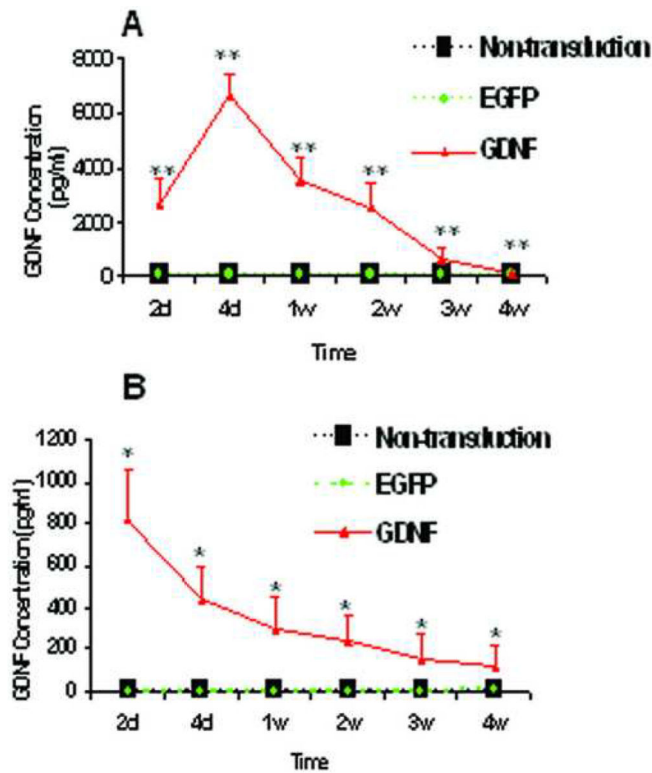 A
Non-transduction
EGFP
GDNF
GDNF Concentration
(pg/ml)
8000
6000
4000
2000
0
**
**
**
**
**
**
2d 4d 1w 2w 3w 4w
Time
B
Non-transduction
EGFP
GDNF
GDNF Concentration(pg/ml)
1200
1000
800
600
400
200
0
*
*
*
*
*
*
2d 4d 1w 2w 3w 4w
Time